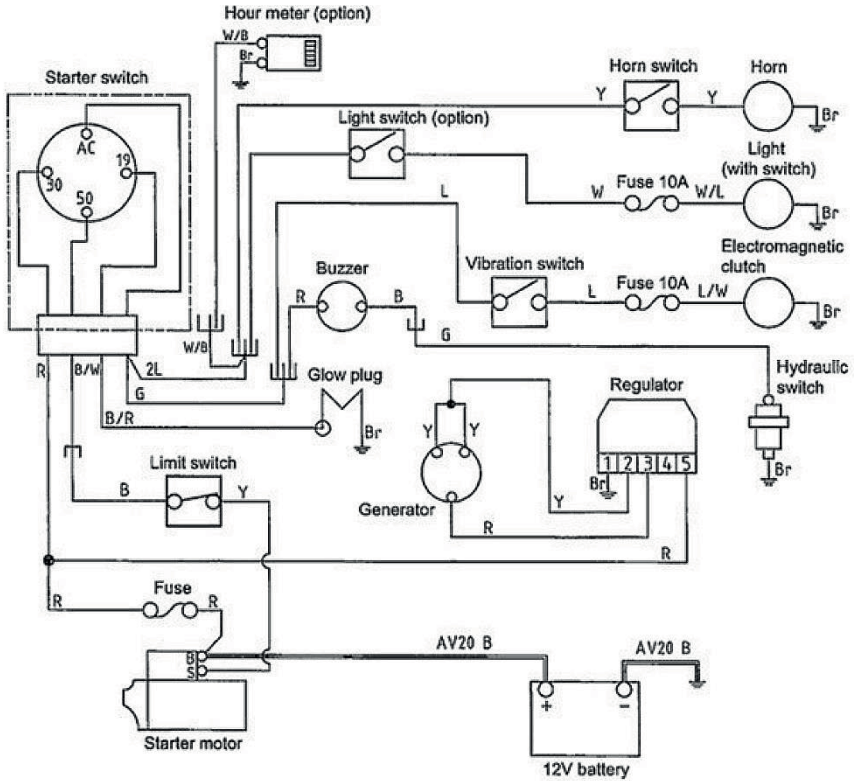 Hour meter (option)
W/B
Br
Starter switch
Horn switch
Horn
Y
Y
Br
Light switch (option)
AC
19
30
50
Light
(with switch)
Fuse 10A
W
W/L
Br
L
Electromagnetic
clutch
Vibration switch
Fuse 10A
L
L/W
Br
Buzzer
R
B
G
W/B
Hydraulic
switch
R
B/W
2L
G
Glow plug
Regulator
B/R
Br
Y
Y
1 2 3 4 5
Br
Br
Limit switch
B
Y
Generator
Y
R
R
Fuse
R
R
AV20 B
AV20 B
B
S
+
-
Starter motor
12V battery